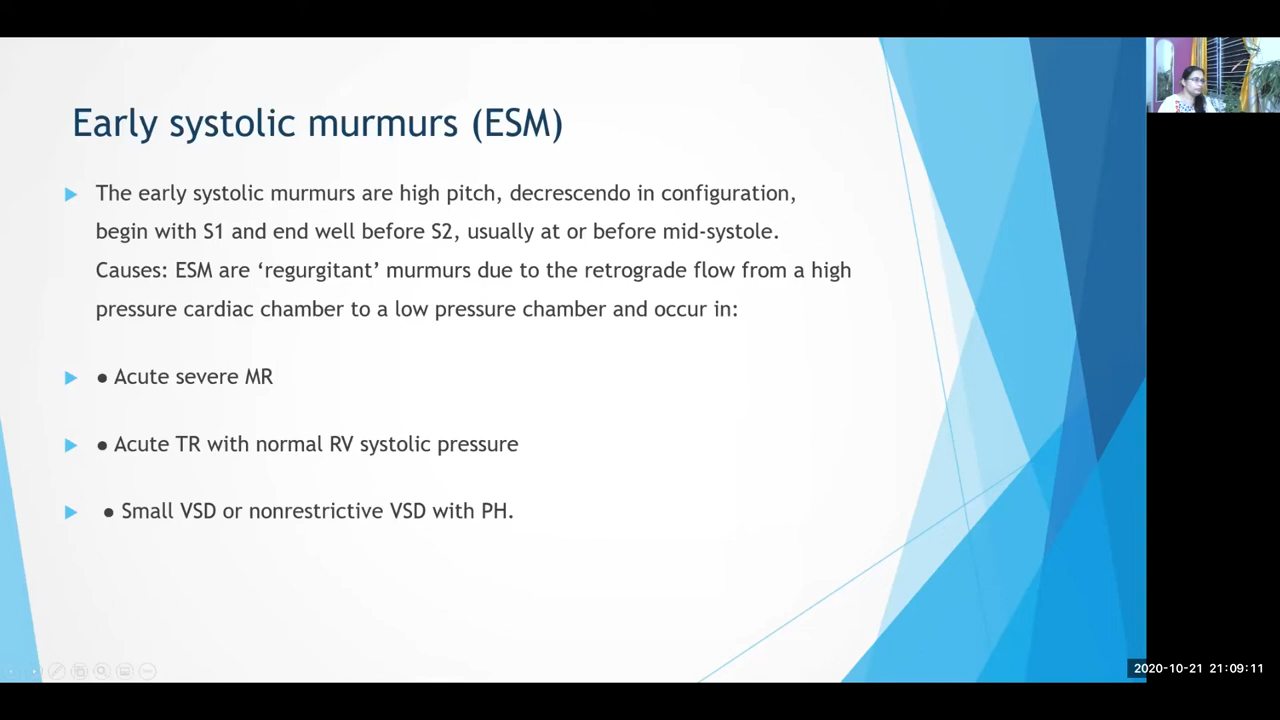 Early systolic murmurs (ESM)
The early systolic murmurs are high pitch, decrescendo in configuration,
begin with S1 and end well before S2, usually at or before mid-systole.
Causes: ESM are ‘regurgitant’ murmurs due to the retrograde flow from a high
pressure cardiac chamber to a low pressure chamber and occur in:
● Acute severe MR
● Acute TR with normal RV systolic pressure
● Small VSD or nonrestrictive VSD with PH.
2020-10-21 21:09:11